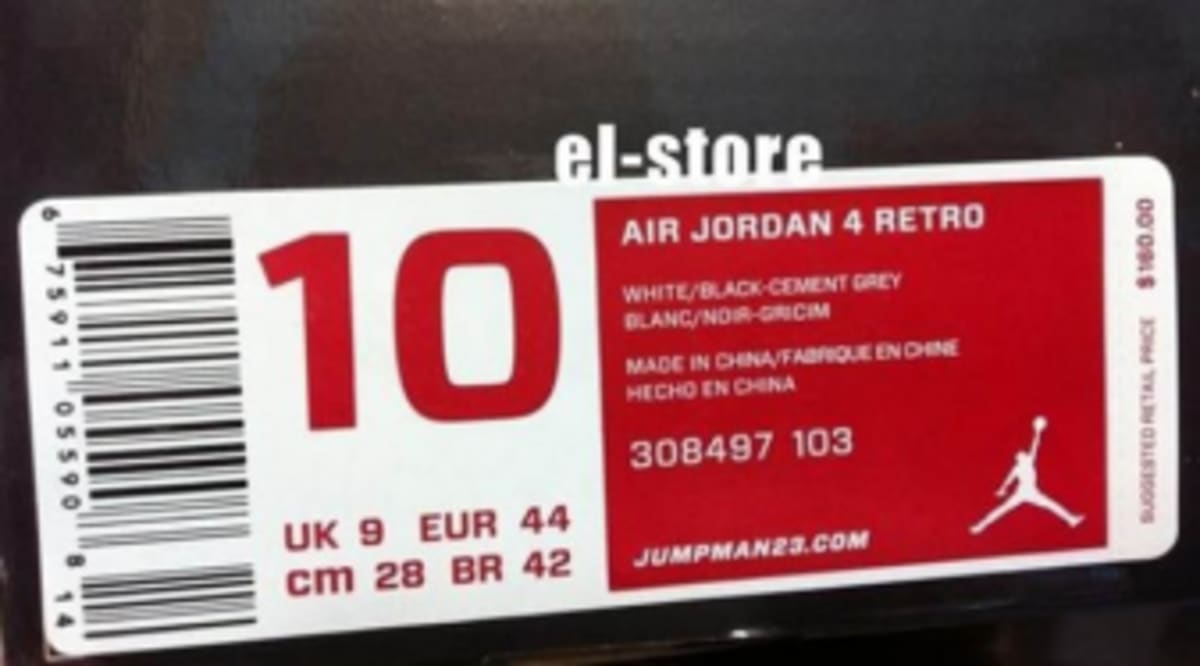 el-store
6 75911 05590 8 14
10
UK 9 EUR 44
cm 28 BR 42
AIR JORDAN 4 RETRO
WHITE/BLACK-CEMENT GREY
BLANC/NOIR-GRICIM
MADE IN CHINA/FABRIQUE EN CHINE
HECHO EN CHINA
308497 103
JUMPMAN23.COM
SUGGESTED RETAIL PRICE $160.00